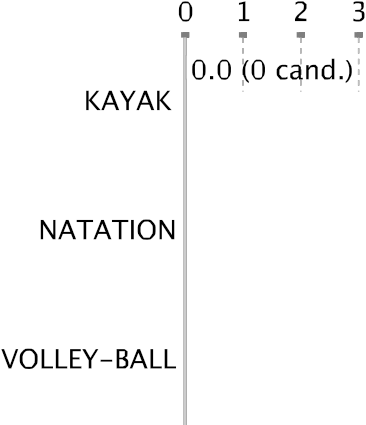 0 1 2 3
0.0 (0 cand.)
KAYAK
NATATION
VOLLEY-BALL